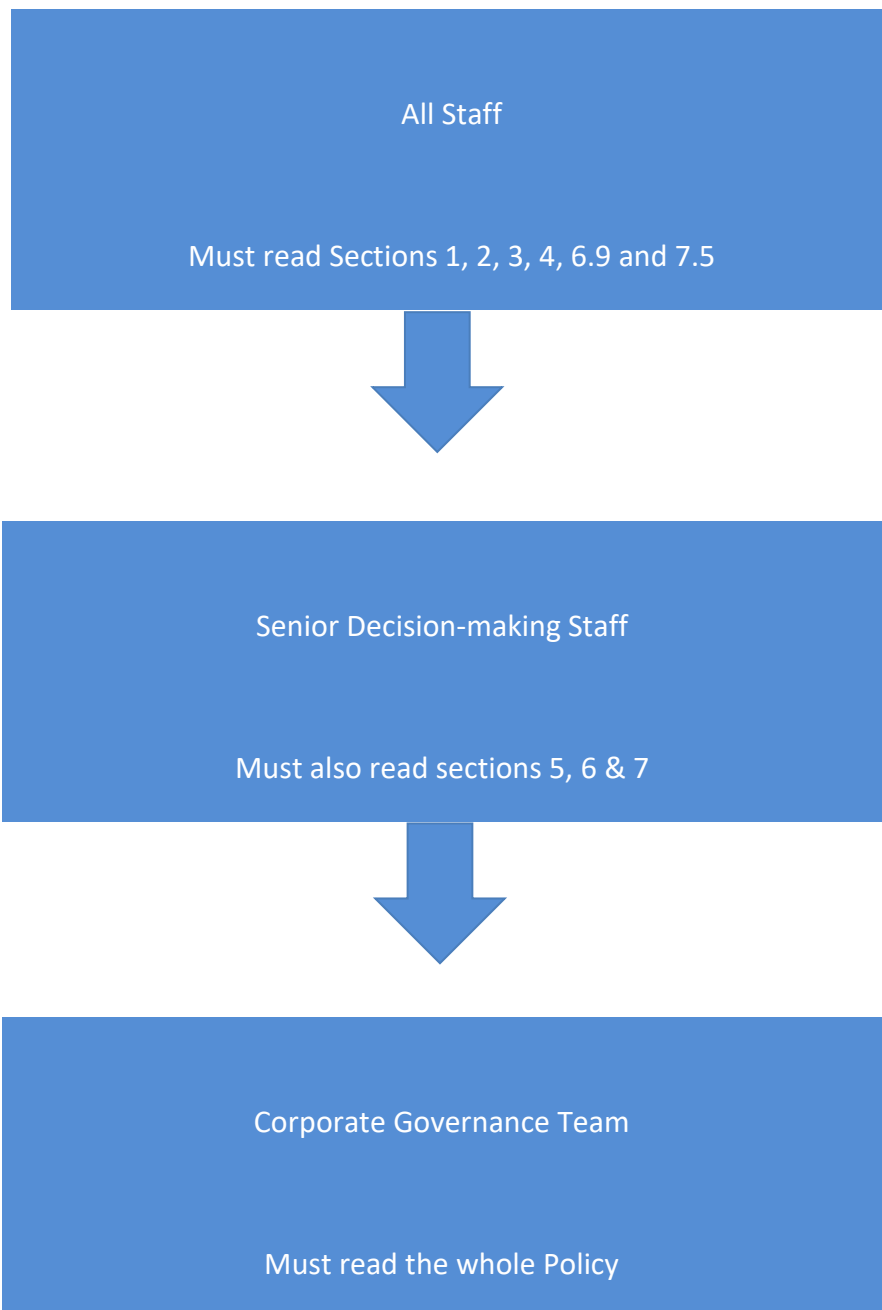 All Staff
Must read Sections 1, 2, 3, 4, 6.9 and 7.5
Senior Decision-making Staff
Must also read sections 5, 6 & 7
Corporate Governance Team
Must read the whole Policy